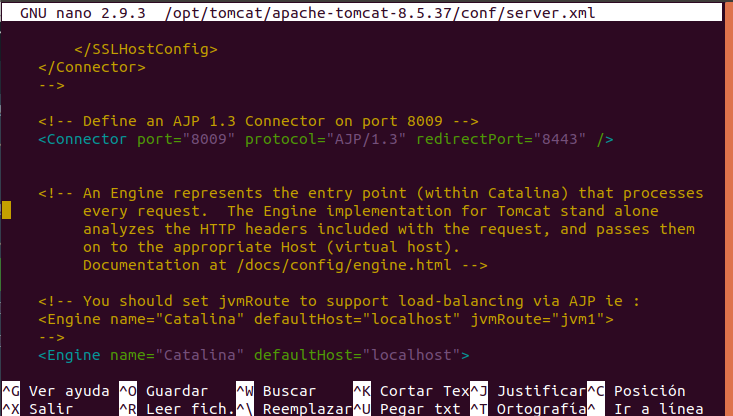 GNU nano 2.9.3 /opt/tomcat/apache-tomcat-8.5.37/conf/server.xml
</SSLHostConfig>
</Connector>
-->
<!-- Define an AJP 1.3 Connector on port 8009 -->
<Connector port="8009" protocol="AJP/1.3" redirectPort="8443" />
<!-- An Engine represents the entry point (within Catalina) that processes
every request.  The Engine implementation for Tomcat stand alone
analyzes the HTTP headers included with the request, and passes them
on to the appropriate Host (virtual host).
Documentation at /docs/config/engine.html -->
<!-- You should set jvmRoute to support load-balancing via AJP ie :
<Engine name="Catalina" defaultHost="localhost" jvmRoute="jvm1">
-->
<Engine name="Catalina" defaultHost="localhost">
^G Ver ayuda ^O Guardar ^W Buscar ^K Cortar Tex^J Justificar^C Posición
^X Salir ^R Leer fich.^\ Reemplazar^U Pegar txt ^T Ortografía^_ Ir a línea